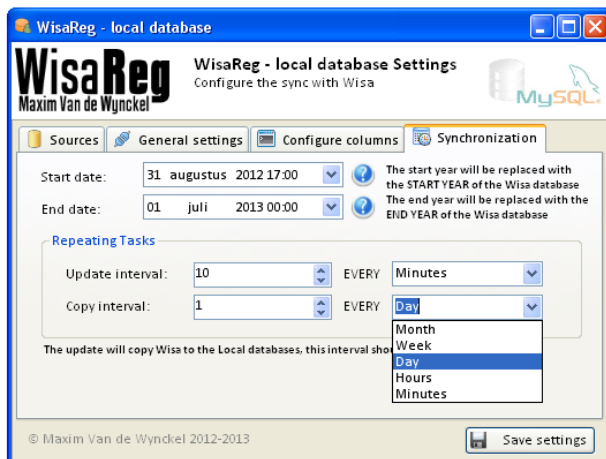 WisaReg - local database
WisaReg
Maxim Van de Wynckel
WisaReg - local database Settings
Configure the sync with Wisa
MySQL
Sources
General settings
Configure columns
Synchronization
Start date:
31 augustus 2012 17:00
The start year will be replaced with
the START YEAR of the Wisa database
End date:
01 juli 2013 00:00
The end year will be replaced with the
END YEAR of the Wisa database
Repeating Tasks
Update interval:
10
EVERY
Minutes
Copy interval:
1
EVERY
Day
Month
Week
Day
Hours
Minutes
The update will copy Wisa to the Local databases, this interval
© Maxim Van de Wynckel 2012-2013
Save settings